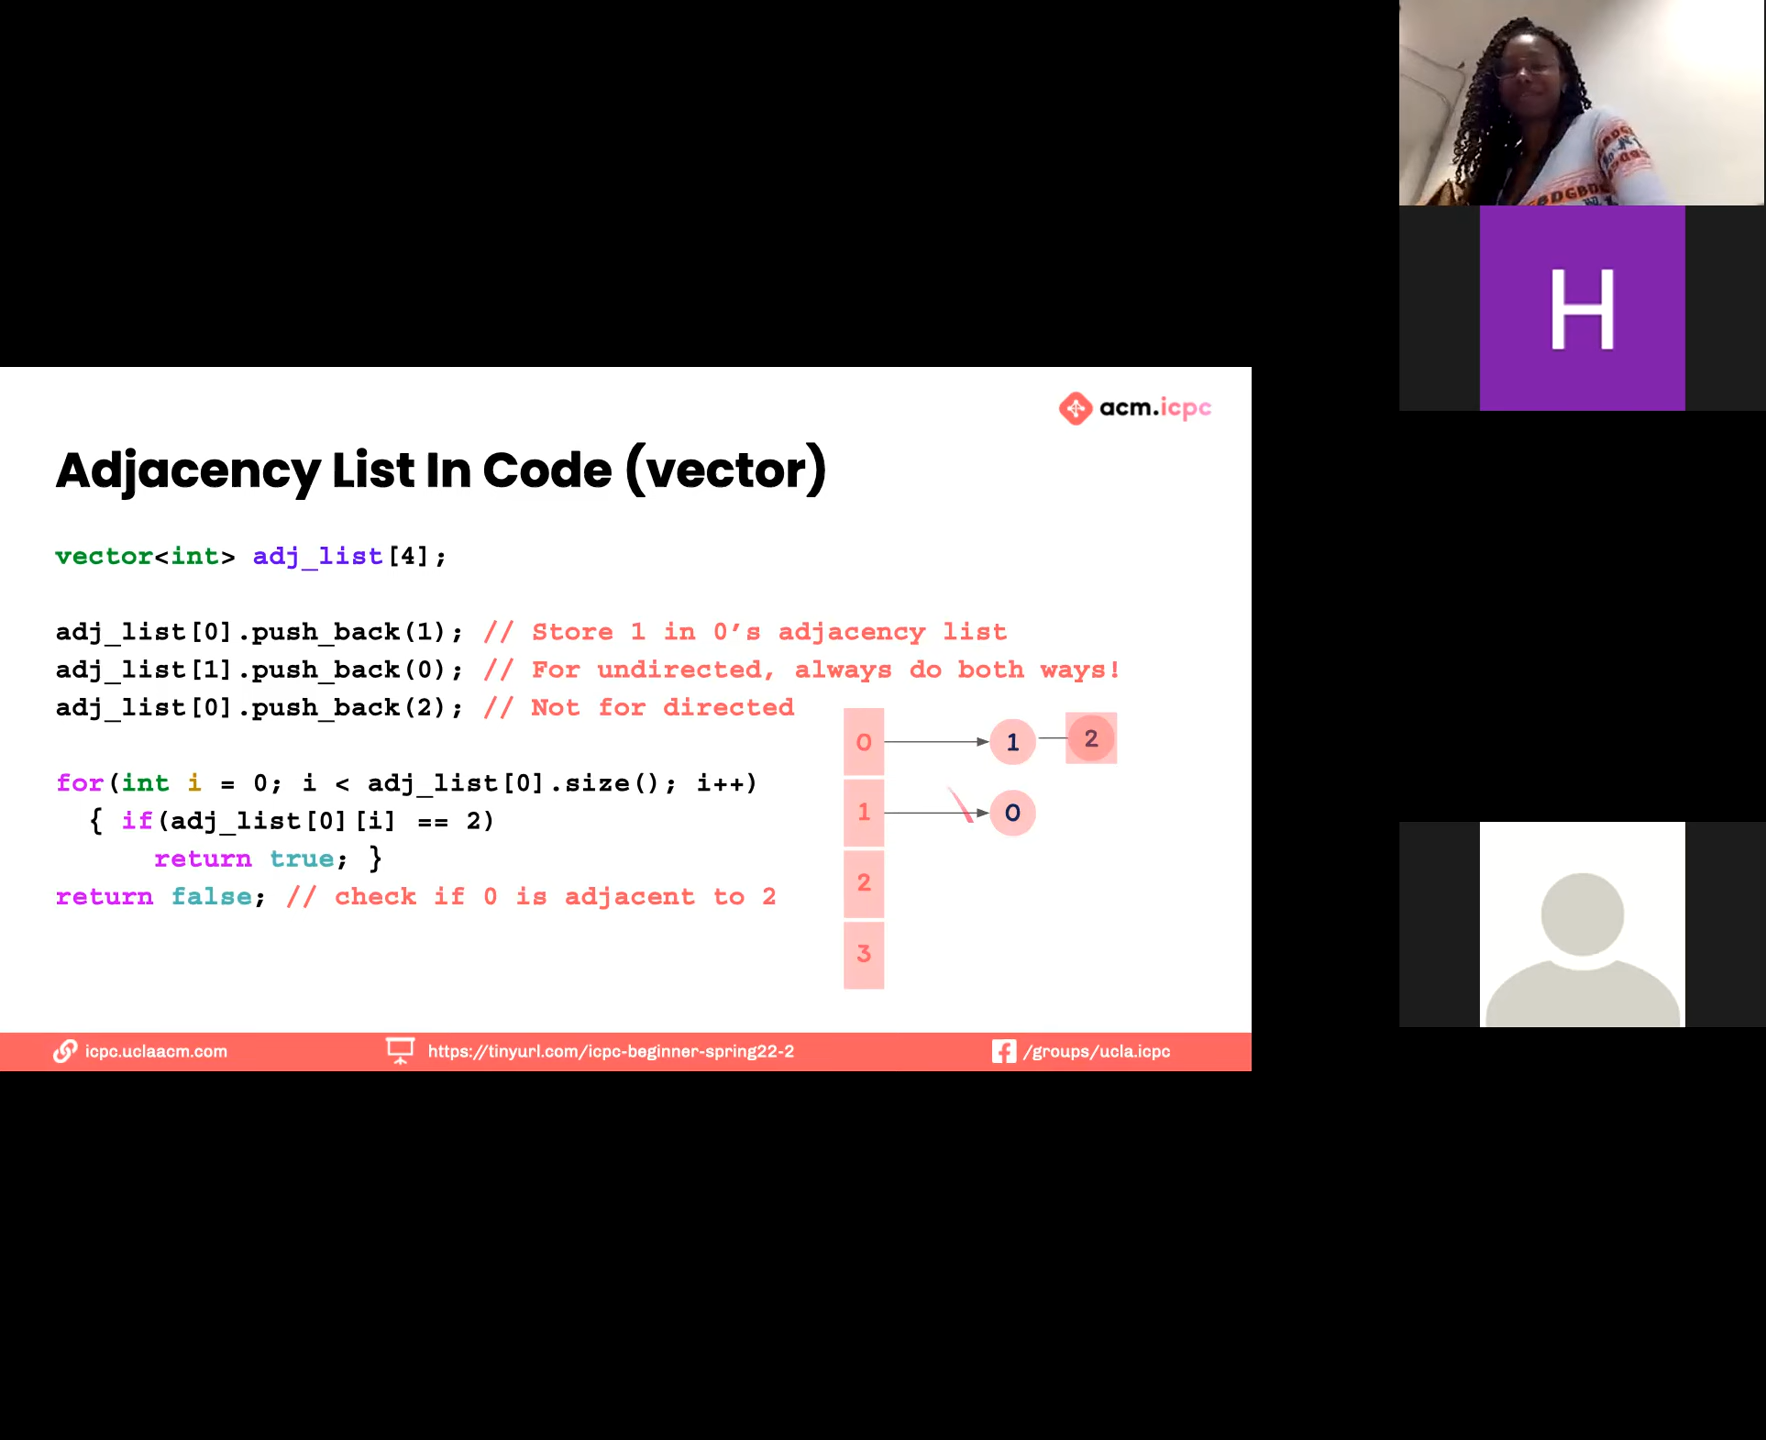 H
acm.icpc
Adjacency List In Code (vector)
vector<int> adj_list[4];
adj_list[0].push_back(1); // Store 1 in 0’s adjacency list
adj_list[1].push_back(0); // For undirected, always do both ways!
adj_list[0].push_back(2); // Not for directed
for(int i = 0; i < adj_list[0].size(); i++)
{ if(adj_list[0][i] == 2)
return true; }
return false; // check if 0 is adjacent to 2
0 1 2
1 0
2
3
icpc.uclaacm.com https://tinyurl.com/icpc-beginner-spring22-2 /groups/ucla.icpc